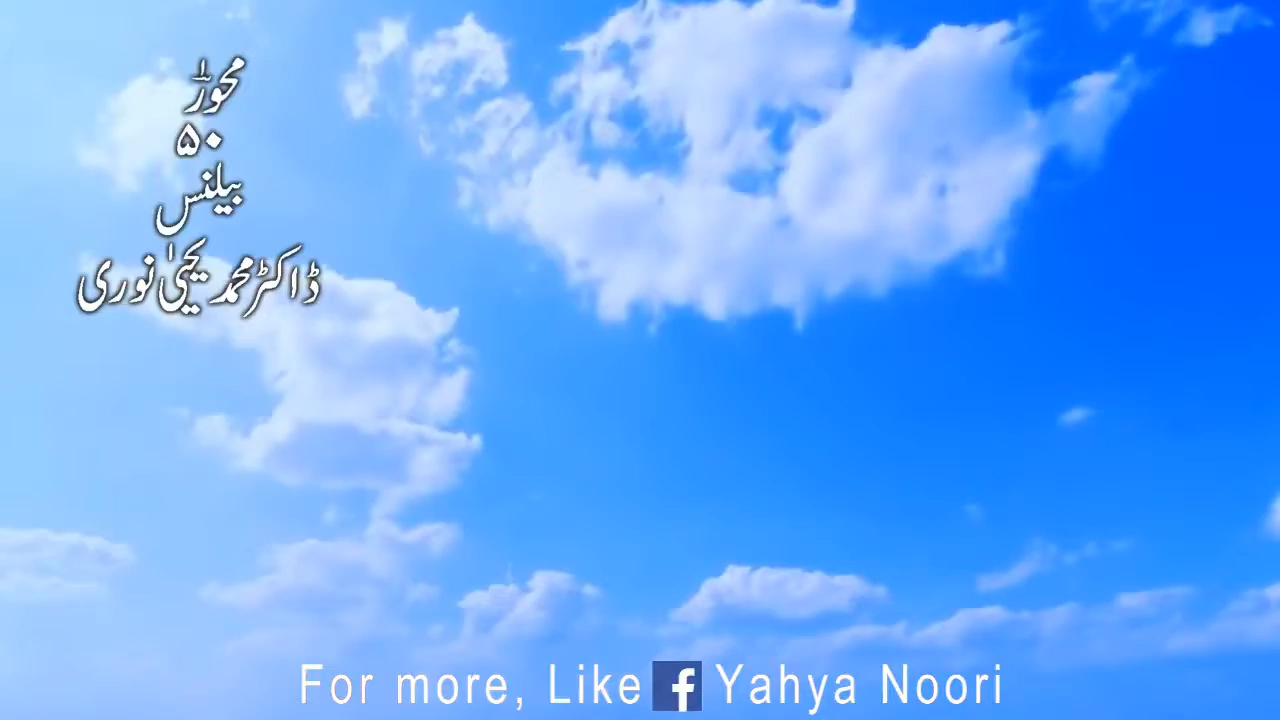 محورؔ
۵۰
بیلنس
ڈاکٹر محمد یحییٰ نوری
For more, Like f Yahya Noori